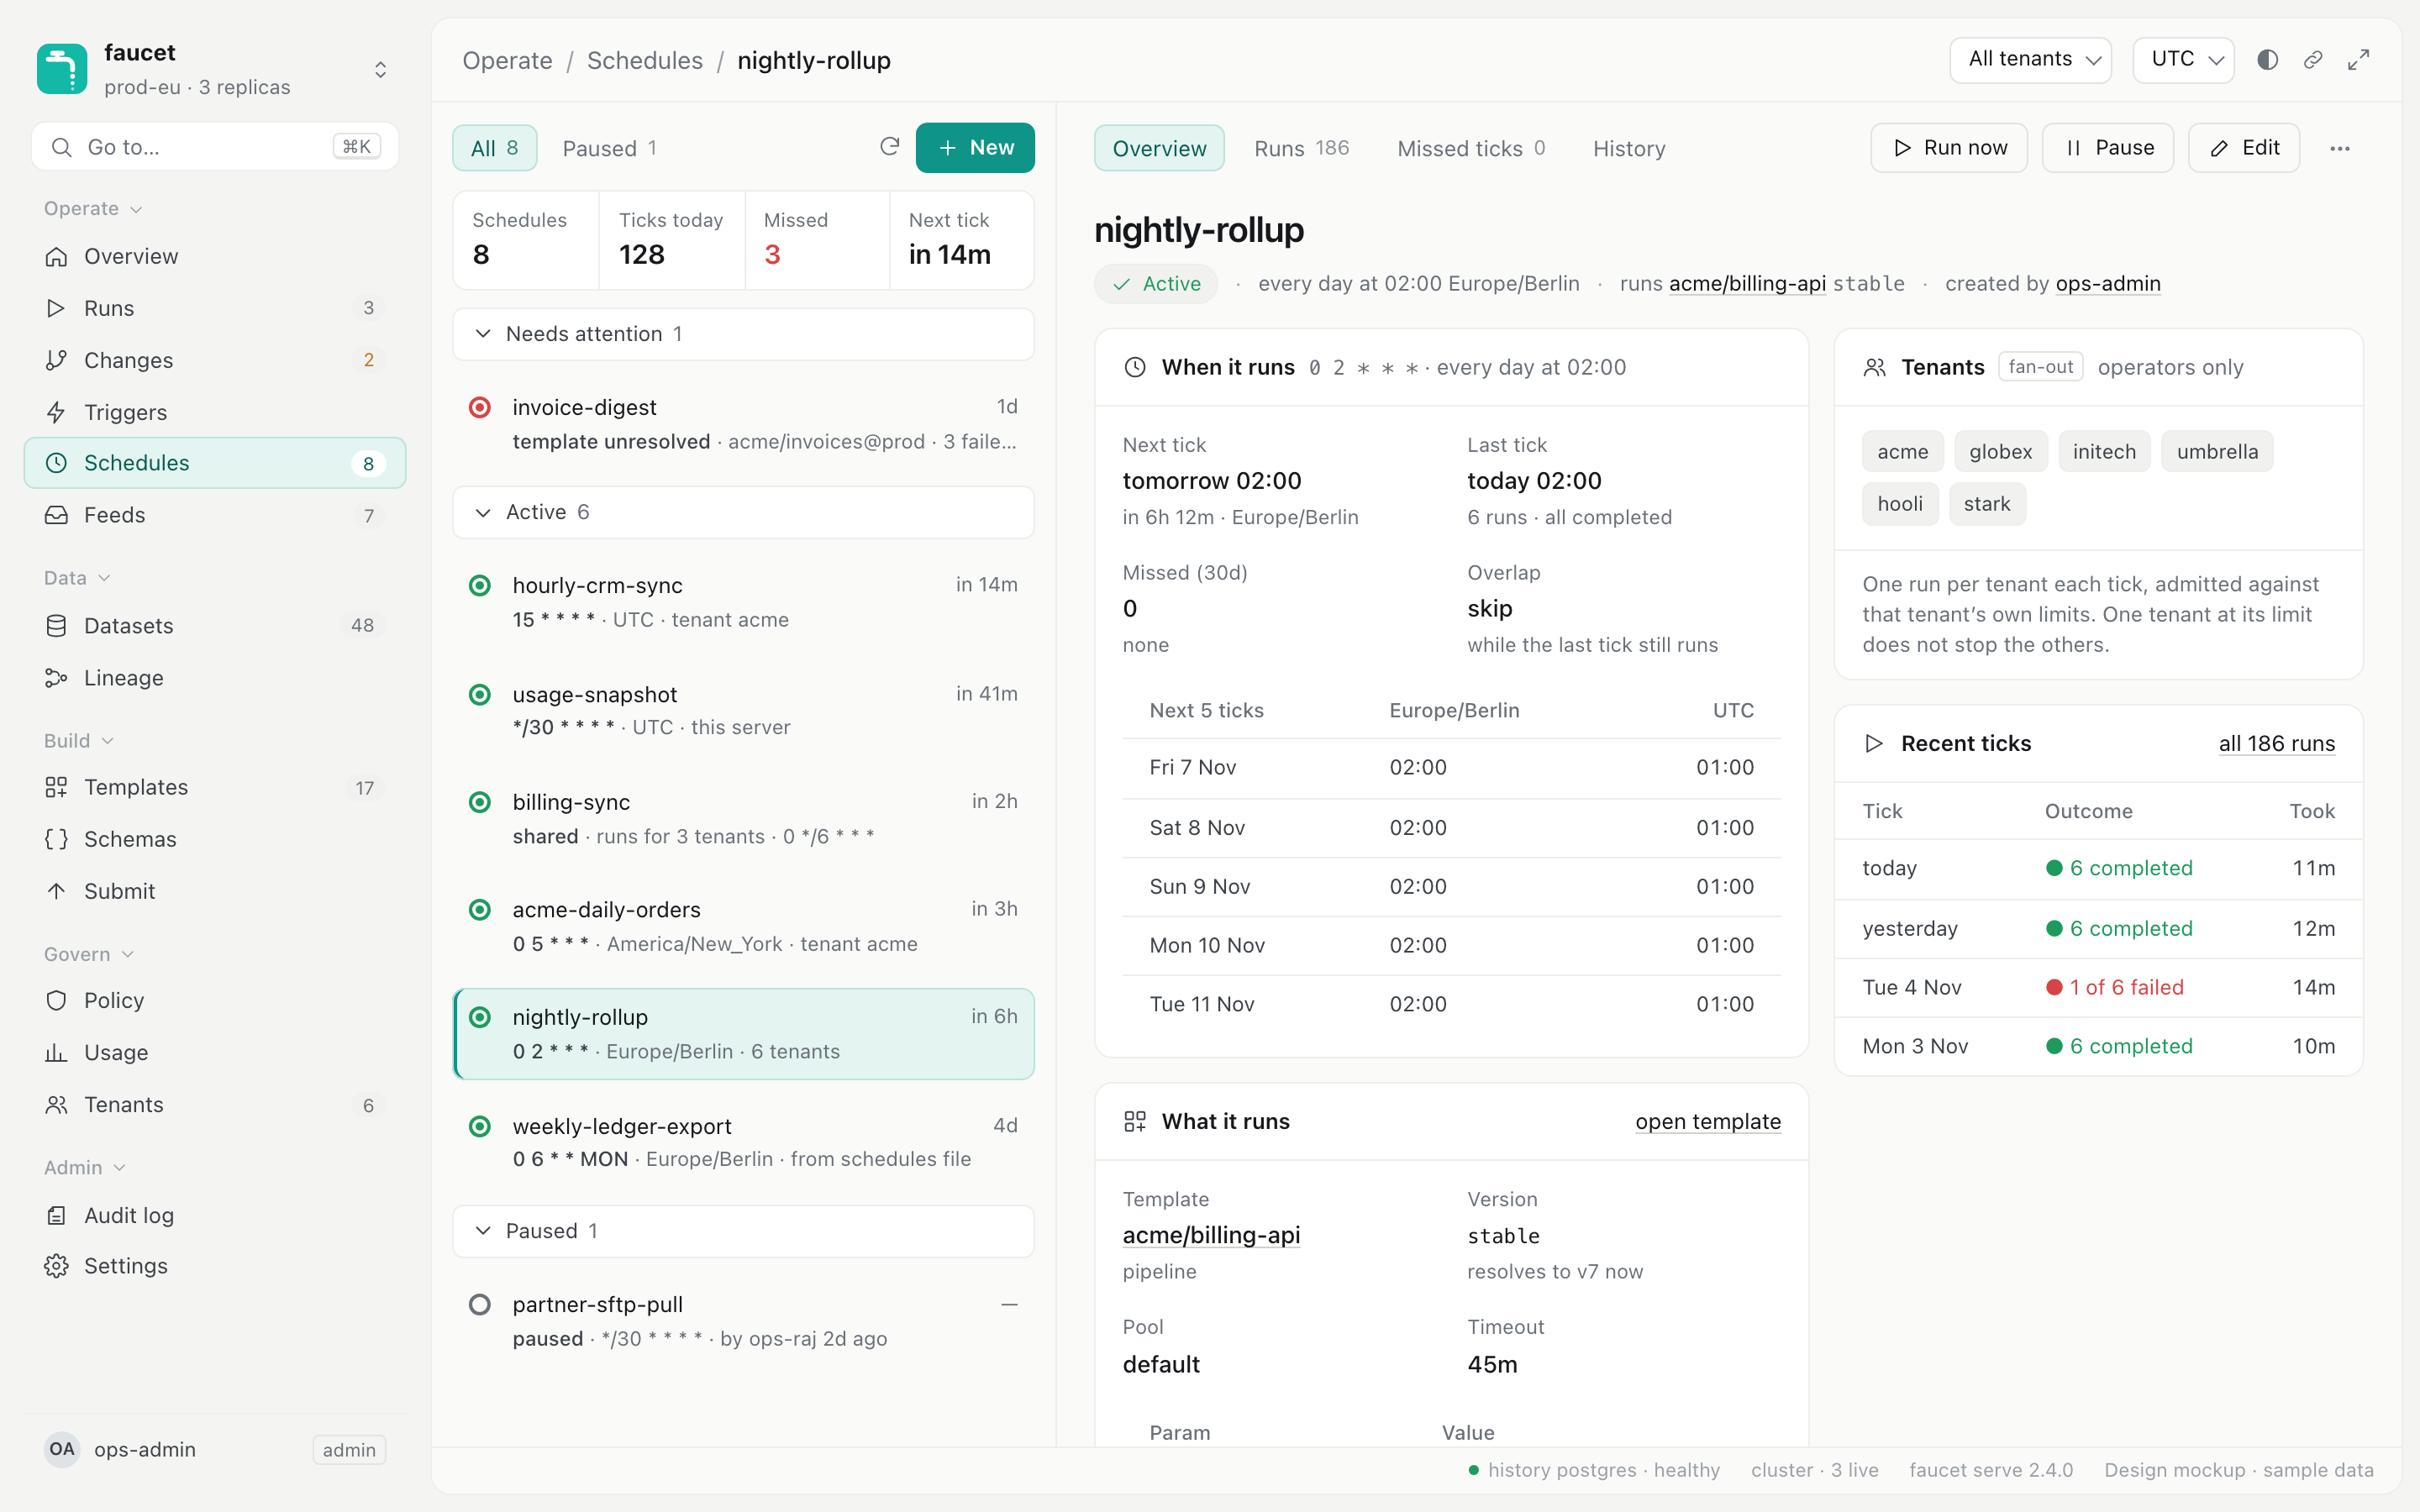 faucet
prod-eu · 3 replicas
Go to... ⌘K
Operate
Overview
Runs 3
Changes 2
Triggers
Schedules 8
Feeds 7
Data
Datasets 48
Lineage
Build
Templates 17
Schemas
Submit
Govern
Policy
Usage
Tenants 6
Admin
Audit log
Settings
OA ops-admin admin
Operate / Schedules / nightly-rollup
All tenants UTC
All 8 Paused 1 + New
Schedules Ticks today Missed Next tick
8 128 3 in 14m
Needs attention 1
invoice-digest 1d
template unresolved · acme/invoices@prod · 3 faile...
Active 6
hourly-crm-sync in 14m
15 * * * * · UTC · tenant acme
usage-snapshot in 41m
*/30 * * * * · UTC · this server
billing-sync in 2h
shared · runs for 3 tenants · 0 */6 * * *
acme-daily-orders in 3h
0 5 * * * · America/New_York · tenant acme
nightly-rollup in 6h
0 2 * * * · Europe/Berlin · 6 tenants
weekly-ledger-export 4d
0 6 * * MON · Europe/Berlin · from schedules file
Paused 1
partner-sftp-pull —
paused · */30 * * * * · by ops-raj 2d ago
Overview Runs 186 Missed ticks 0 History Run now Pause Edit ...
nightly-rollup
Active · every day at 02:00 Europe/Berlin · runs acme/billing-api stable · created by ops-admin
When it runs 0 2 * * * · every day at 02:00
Next tick Last tick
tomorrow 02:00 today 02:00
in 6h 12m · Europe/Berlin 6 runs · all completed
Missed (30d) Overlap
0 skip
none while the last tick still runs
Next 5 ticks Europe/Berlin UTC
Fri 7 Nov 02:00 01:00
Sat 8 Nov 02:00 01:00
Sun 9 Nov 02:00 01:00
Mon 10 Nov 02:00 01:00
Tue 11 Nov 02:00 01:00
What it runs open template
Template Version
acme/billing-api stable
pipeline resolves to v7 now
Pool Timeout
default 45m
Param Value
Tenants fan-out operators only
acme globex initech umbrella
hooli stark
One run per tenant each tick, admitted against
that tenant’s own limits. One tenant at its limit
does not stop the others.
Recent ticks all 186 runs
Tick Outcome Took
today 6 completed 11m
yesterday 6 completed 12m
Tue 4 Nov 1 of 6 failed 14m
Mon 3 Nov 6 completed 10m
history postgres · healthy cluster · 3 live faucet serve 2.4.0 Design mockup · sample data